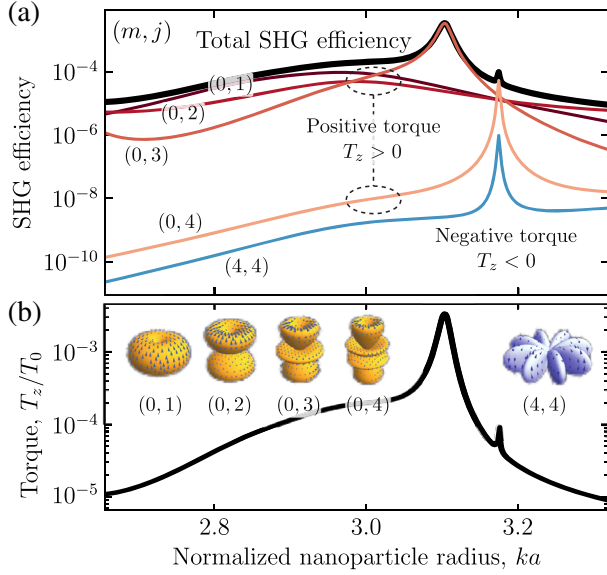 (a)
(m, j)
Total SHG efficiency
10⁻⁴
10⁻⁶
10⁻⁸
10⁻¹⁰
SHG efficiency
(0, 1)
(0, 2)
(0, 3)
(0, 4)
(4, 4)
Positive torque
T_z > 0
Negative torque
T_z < 0
(b)
10⁻³
10⁻⁴
10⁻⁵
Torque, T_z/T_0
(0, 1) (0, 2) (0, 3) (0, 4) (4, 4)
2.8 3.0 3.2
Normalized nanoparticle radius, ka